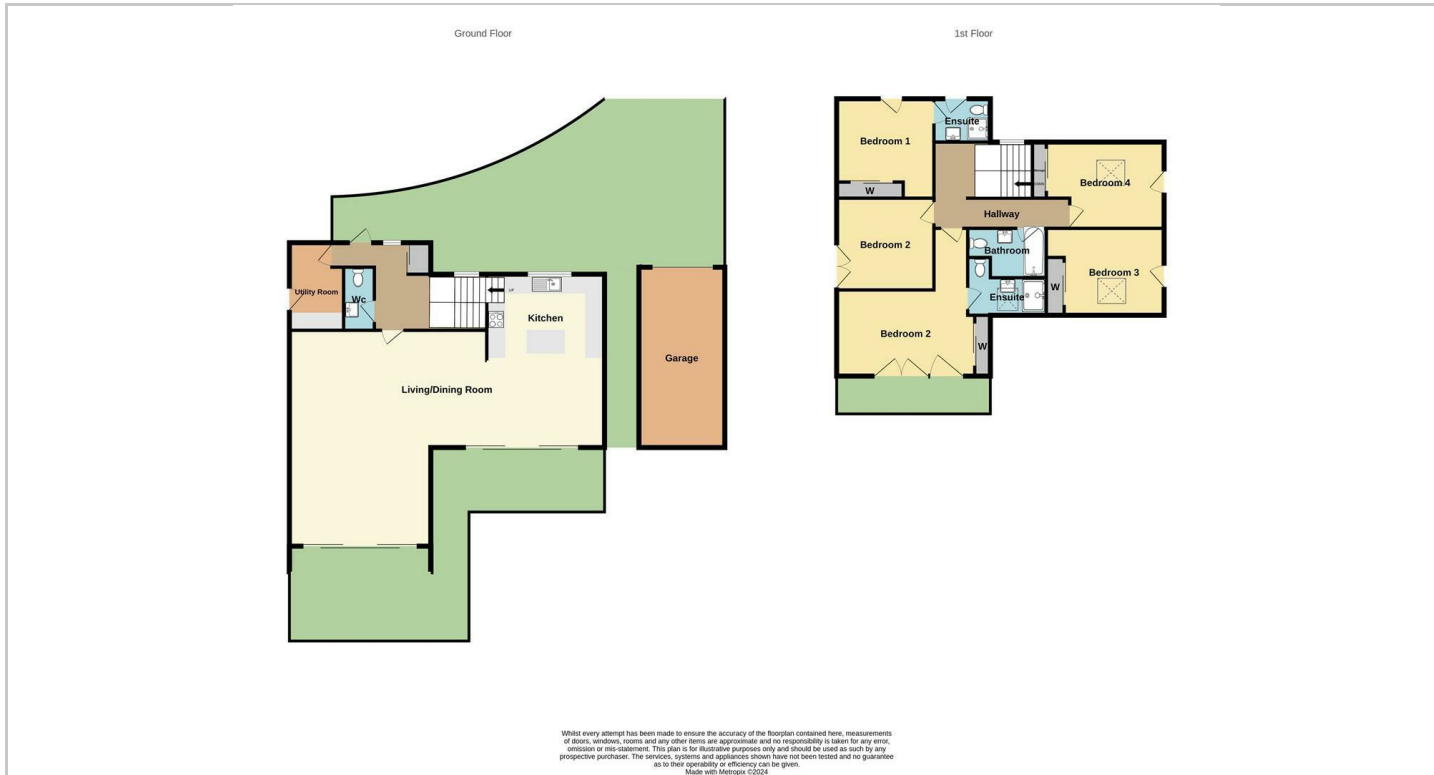 Ground Floor
Utility Room
Wc
UP
Kitchen
Living/Dining Room
Garage
1st Floor
Bedroom 1
Ensuite
W
Bedroom 4
Hallway
Bedroom 2
Bathroom
Bedroom 3
W
Ensuite
Bedroom 2
W
Whilst every attempt has been made to ensure the accuracy of the floorplan contained here, measurements
of doors, windows, rooms and any other items are approximate and no responsibility is taken for any error,
omission or mis-statement. This plan is for illustrative purposes only and should be used as such by any
prospective purchaser. The services, systems and appliances shown have not been tested and no guarantee
as to their operability or efficiency can be given.
Made with Metropix ©2024